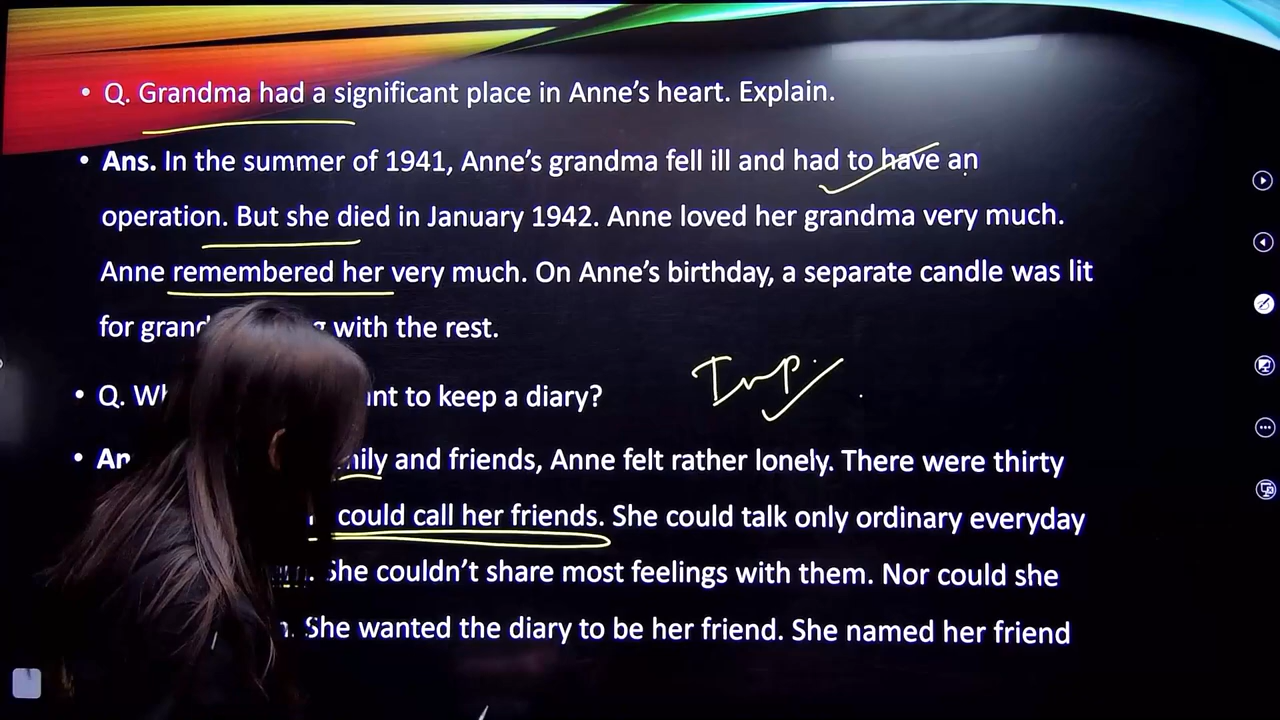 • Q. Grandma had a significant place in Anne's heart. Explain.
• Ans. In the summer of 1941, Anne's grandma fell ill and had to have an
operation. But she died in January 1942. Anne loved her grandma very much.
Anne remembered her very much. On Anne's birthday, a separate candle was lit
for with the rest.
• Q. to keep a diary?
Imp
• and friends, Anne felt rather lonely. There were thirty
could call her friends. She could talk only ordinary everyday
She couldn't share most feelings with them. Nor could she
She wanted the diary to be her friend. She named her friend